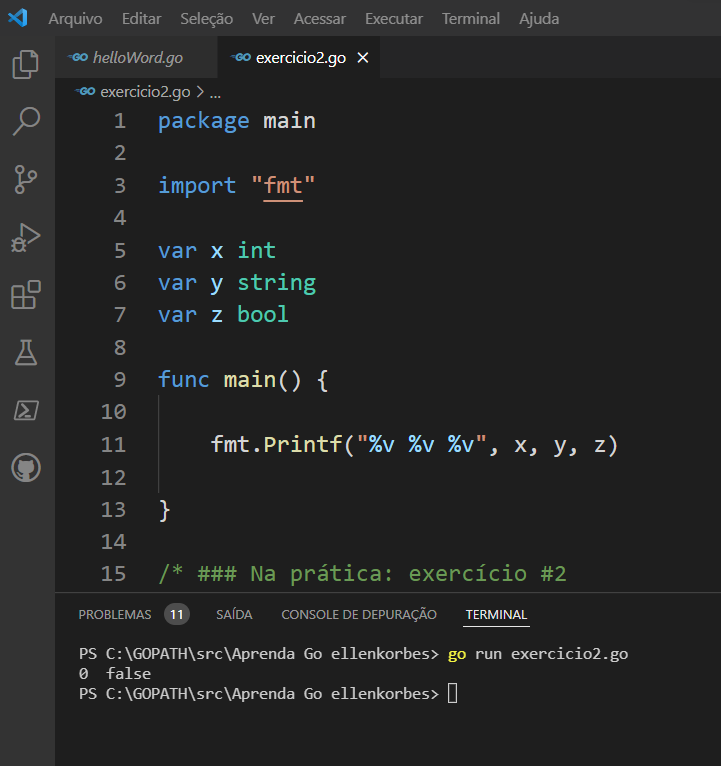 Arquivo Editar Seleção Ver Acessar Executar Terminal Ajuda
GO helloWord.go GO exercicio2.go ×
GO exercicio2.go > ...
1 package main
2
3 import "fmt"
4
5 var x int
6 var y string
7 var z bool
8
9 func main() {
10
11 fmt.Printf("%v %v %v", x, y, z)
12
13 }
14
15 /* ### Na prática: exercício #2
PROBLEMAS 11 SAÍDA CONSOLE DE DEPURAÇÃO TERMINAL
PS C:\GOPATH\src\Aprenda Go ellenkorbes> go run exercicio2.go
0  false
PS C:\GOPATH\src\Aprenda Go ellenkorbes>